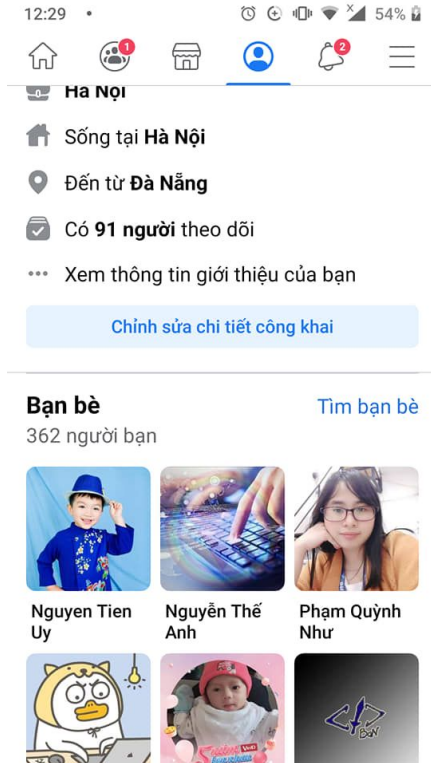 12:29
54%
1
2
Hà Nội
Sống tại Hà Nội
Đến từ Đà Nẵng
Có 91 người theo dõi
Xem thông tin giới thiệu của bạn
Chỉnh sửa chi tiết công khai
Bạn bè
Tìm bạn bè
362 người bạn
Nguyen Tien
Uy
Nguyễn Thế
Anh
Phạm Quỳnh
Như